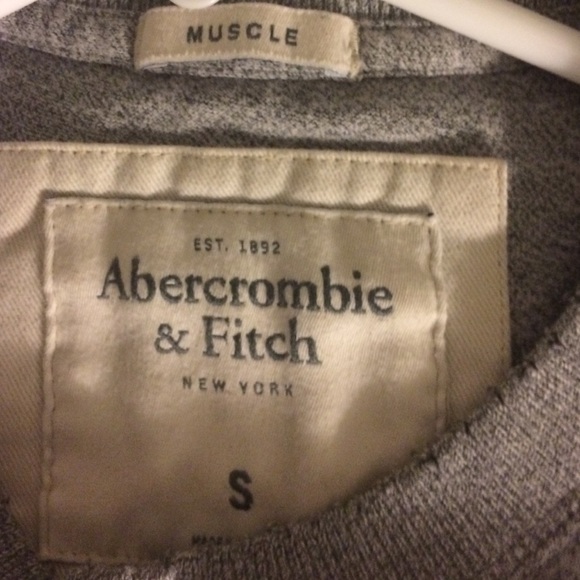 MUSCLE
EST. 1892
Abercrombie
& Fitch
NEW YORK
S